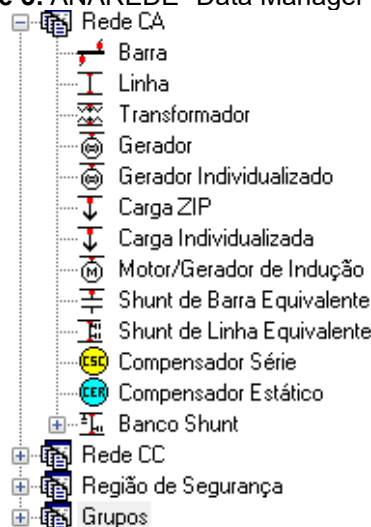 ANAREDE Data Manager
Rede CA
Barra
Linha
Transformador
Gerador
Gerador Individualizado
Carga ZIP
Carga Individualizada
M Motor/Gerador de Indução
Shunt de Barra Equivalente
Shunt de Linha Equivalente
CSC Compensador Série
CER Compensador Estático
Banco Shunt
Rede CC
Região de Segurança
Grupos